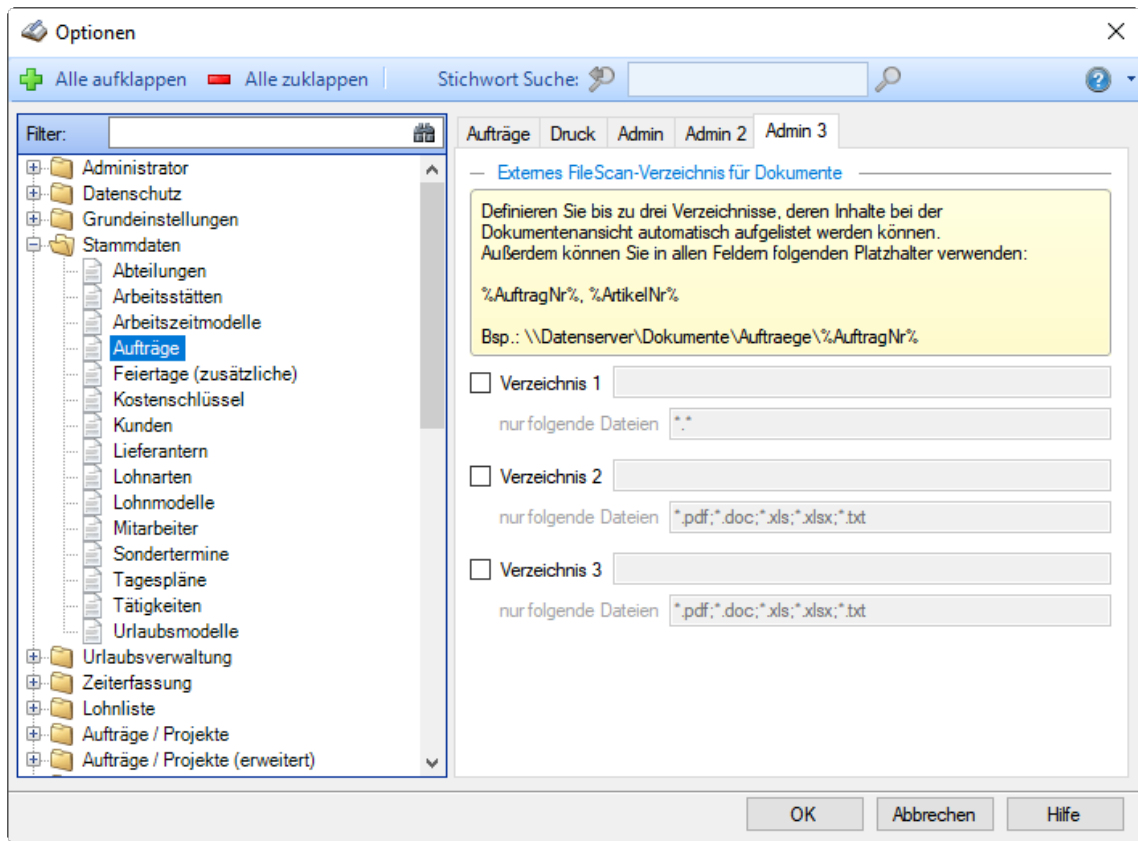 Optionen
Alle aufklappen Alle zuklappen Stichwort Suche:
Filter:
Administrator
Datenschutz
Grundeinstellungen
Stammdaten
Abteilungen
Arbeitsstätten
Arbeitszeitmodelle
Aufträge
Feiertage (zusätzliche)
Kostenschlüssel
Kunden
Lieferantern
Lohnarten
Lohnmodelle
Mitarbeiter
Sondertermine
Tagespläne
Tätigkeiten
Urlaubsmodelle
Urlaubsverwaltung
Zeiterfassung
Lohnliste
Aufträge / Projekte
Aufträge / Projekte (erweitert)
Aufträge Druck Admin Admin 2 Admin 3
Externes FileScan-Verzeichnis für Dokumente
Definieren Sie bis zu drei Verzeichnisse, deren Inhalte bei der
Dokumentenansicht automatisch aufgelistet werden können.
Außerdem können Sie in allen Feldern folgenden Platzhalter verwenden:
%AuftragNr%, %ArtikelNr%
Bsp.: \\Datenserver\Dokumente\Auftraege\%AuftragNr%
Verzeichnis 1
nur folgende Dateien *.*
Verzeichnis 2
nur folgende Dateien *.pdf;*.doc;*.xls;*.xlsx;*.txt
Verzeichnis 3
nur folgende Dateien *.pdf;*.doc;*.xls;*.xlsx;*.txt
OK Abbrechen Hilfe